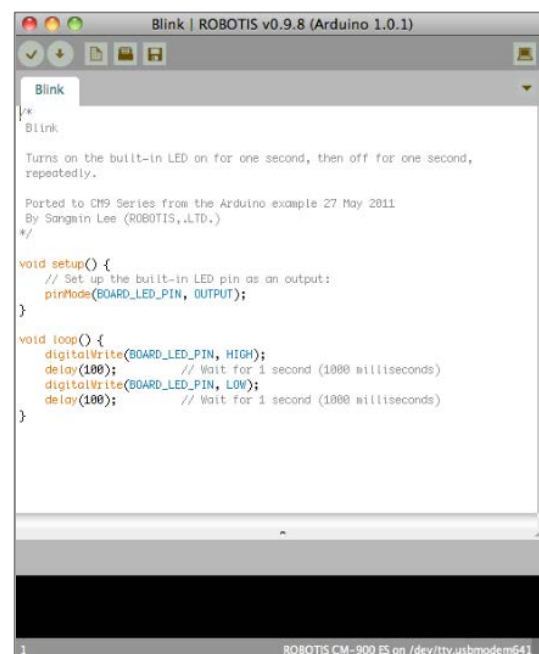 Blink | ROBOTIS v0.9.8 (Arduino 1.0.1)
Blink
/*
Blink
Turns on the built-in LED on for one second, then off for one second,
repeatedly.
Ported to CM9 Series from the Arduino example 27 May 2011
By Sangmin Lee (ROBOTIS,.LTD.)
*/
void setup() {
// Set up the built-in LED pin as an output:
pinMode(BOARD_LED_PIN, OUTPUT);
}
void loop() {
digitalWrite(BOARD_LED_PIN, HIGH);
delay(100); // Wait for 1 second (1000 milliseconds)
digitalWrite(BOARD_LED_PIN, LOW);
delay(100); // Wait for 1 second (1000 milliseconds)
}
1 ROBOTIS CM-900 ES on /dev/tty.usbmodem641